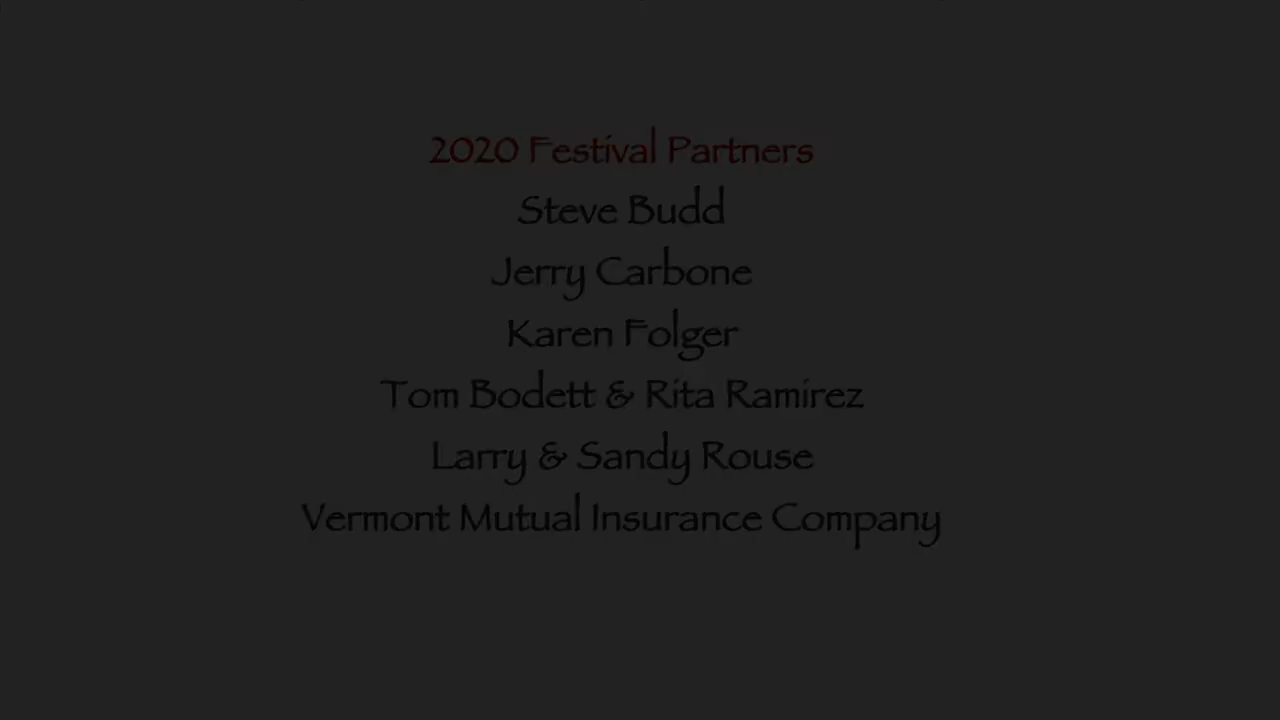 2020 Festival Partners
Steve Budd
Jerry Carbone
Karen Folger
Tom Bodett & Rita Ramirez
Larry & Sandy Rouse
Vermont Mutual Insurance Company